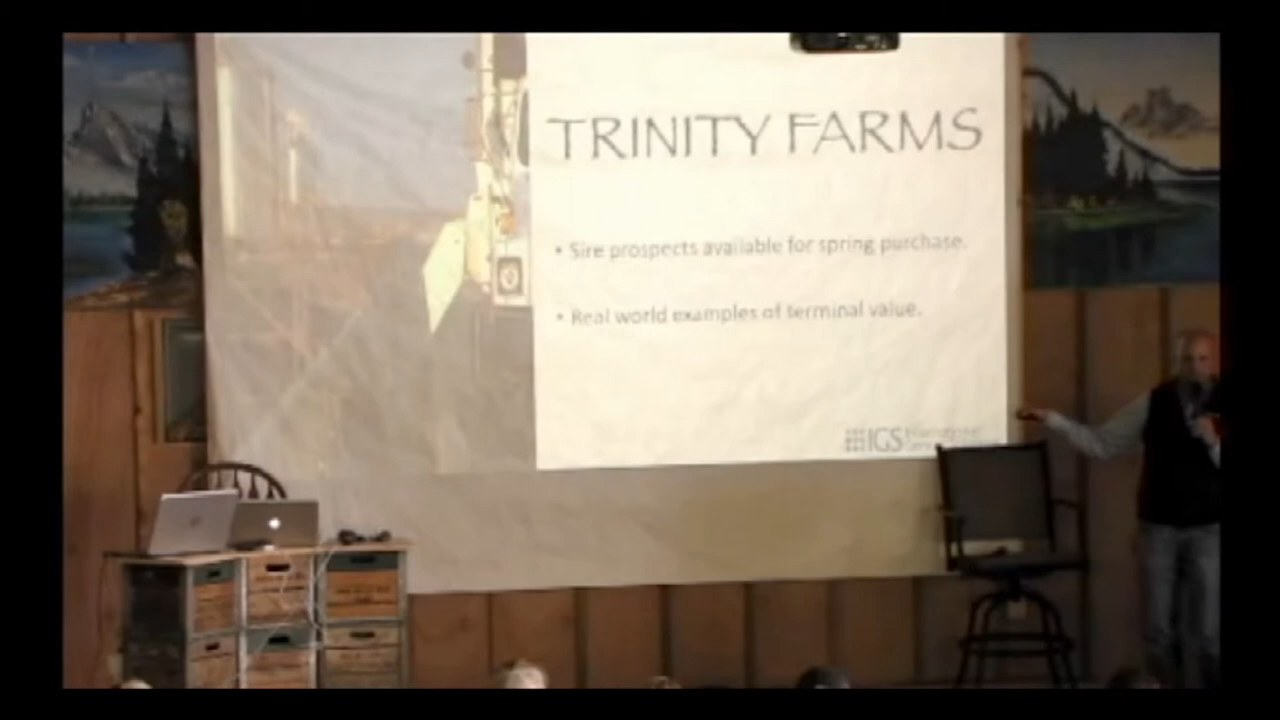 TRINITY FARMS
• Sire prospects available for spring purchase.
• Real world examples of terminal value.
IGS